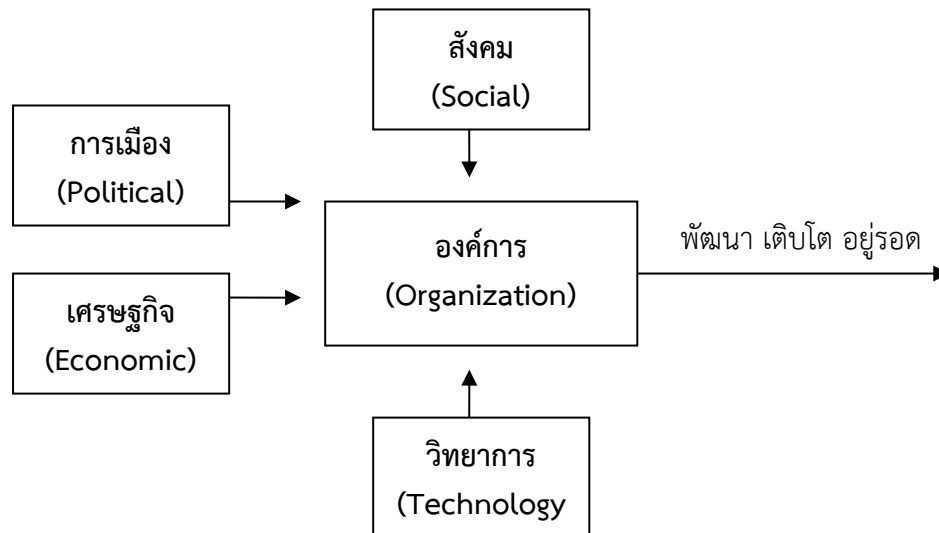 สังคม
(Social)
การเมือง
(Political)
องค์การ
(Organization)
พัฒนา เติบโต อยู่รอด
เศรษฐกิจ
(Economic)
วิทยาการ
(Technology